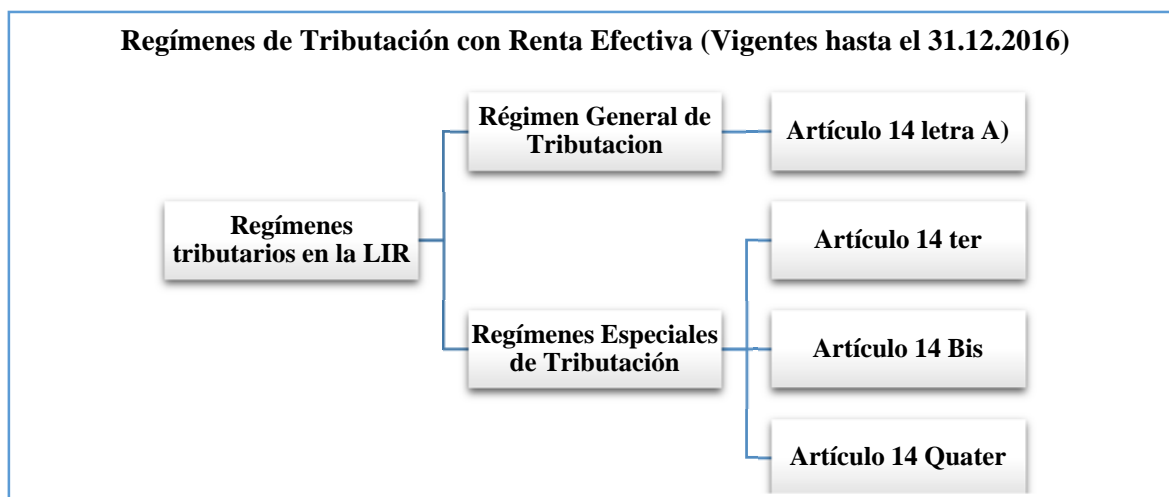 Regímenes de Tributación con Renta Efectiva (Vigentes hasta el 31.12.2016)
Régimen General de
Tributacion
Artículo 14 letra A)
Regímenes
tributarios en la LIR
Artículo 14 ter
Regímenes Especiales
de Tributación
Artículo 14 Bis
Artículo 14 Quater